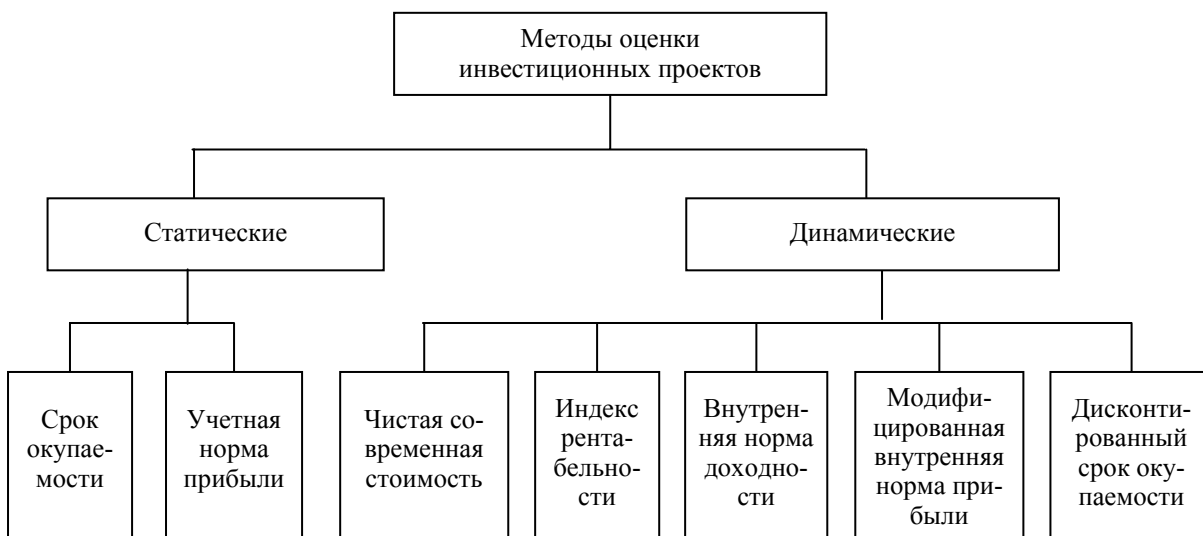 Методы оценки
инвестиционных проектов
Статические
Динамические
Срок
окупае-
мости
Учетная
норма
прибыли
Чистая со-
временная
стоимость
Индекс
рента-
бельно-
сти
Внутрен-
няя норма
доходно-
сти
Модифи-
цированная
внутренняя
норма при-
были
Дисконти-
рованный
срок оку-
паемости